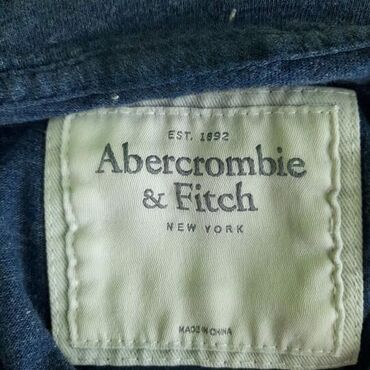 EST. 1892
Abercrombie
& Fitch
NEW YORK
MADE IN CHINA